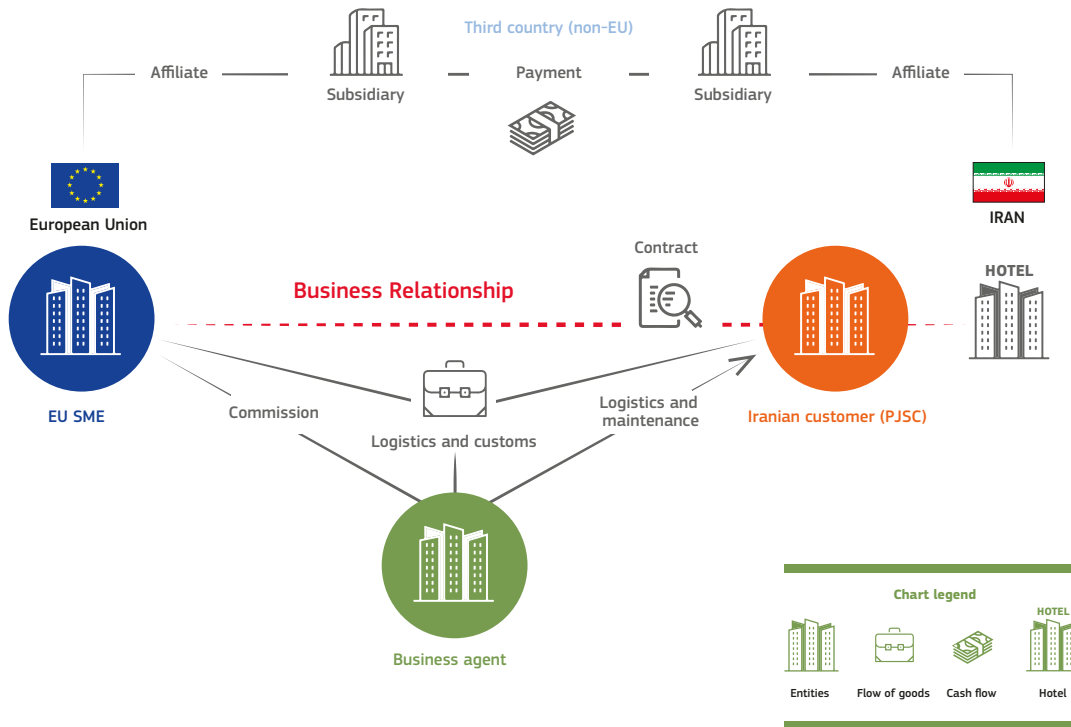 Third country (non-EU)
Affiliate
Payment
Affiliate
Subsidiary
Subsidiary
European Union
IRAN
Contract
HOTEL
Business Relationship
EU SME
Commission
Logistics and
maintenance
Iranian customer (PJSC)
Logistics and customs
Business agent
Chart legend
HOTEL
Entities
Flow of goods
Cash flow
Hotel